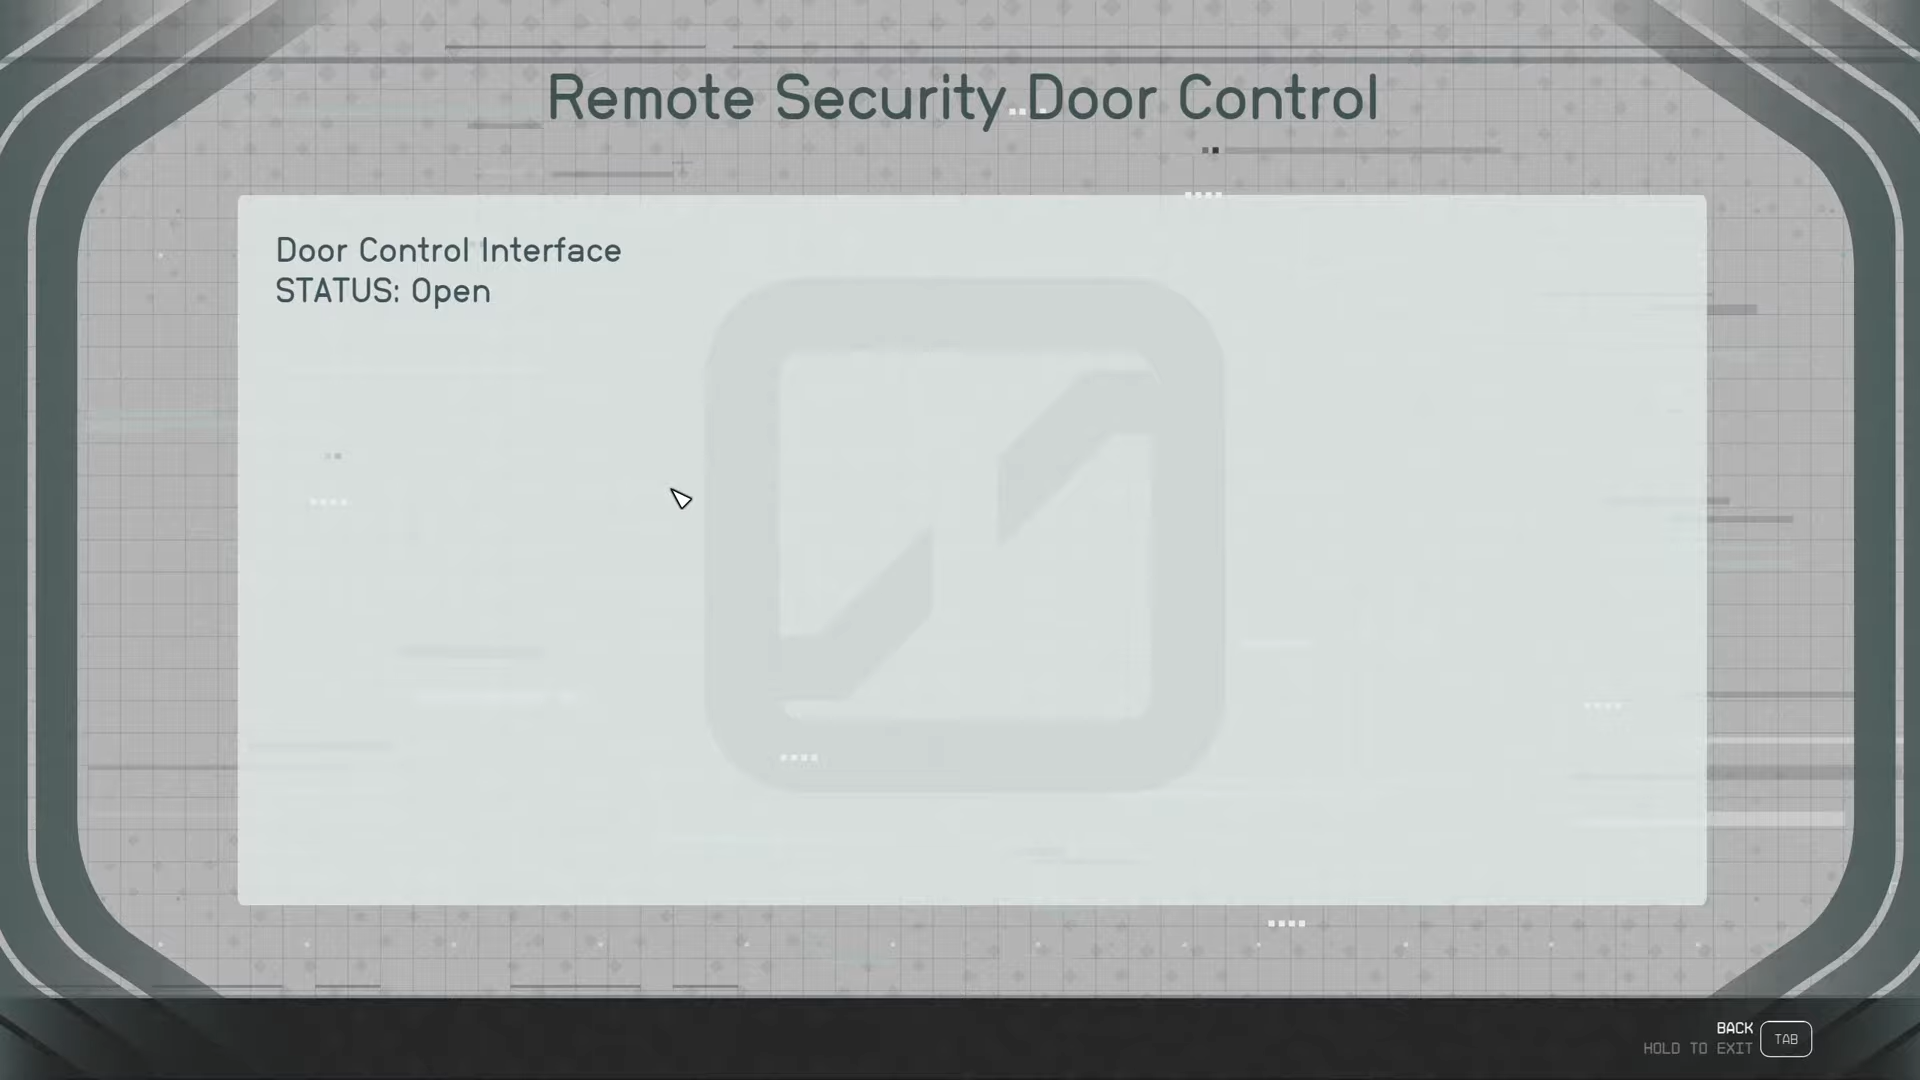 Remote Security Door Control
Door Control Interface
STATUS: Open
BACK
HOLD TO EXIT
TAB